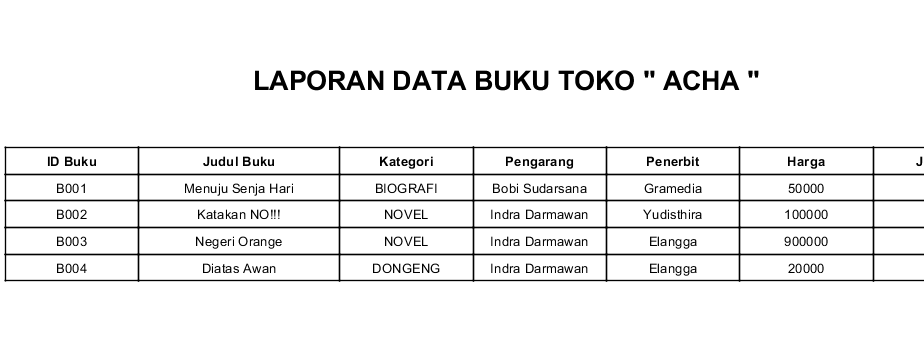 LAPORAN DATA BUKU TOKO " ACHA "
ID Buku Judul Buku Kategori Pengarang Penerbit Harga J
B001 Menuju Senja Hari BIOGRAFI Bobi Sudarsana Gramedia 50000
B002 Katakan NO!!! NOVEL Indra Darmawan Yudisthira 100000
B003 Negeri Orange NOVEL Indra Darmawan Elangga 900000
B004 Diatas Awan DONGENG Indra Darmawan Elangga 20000